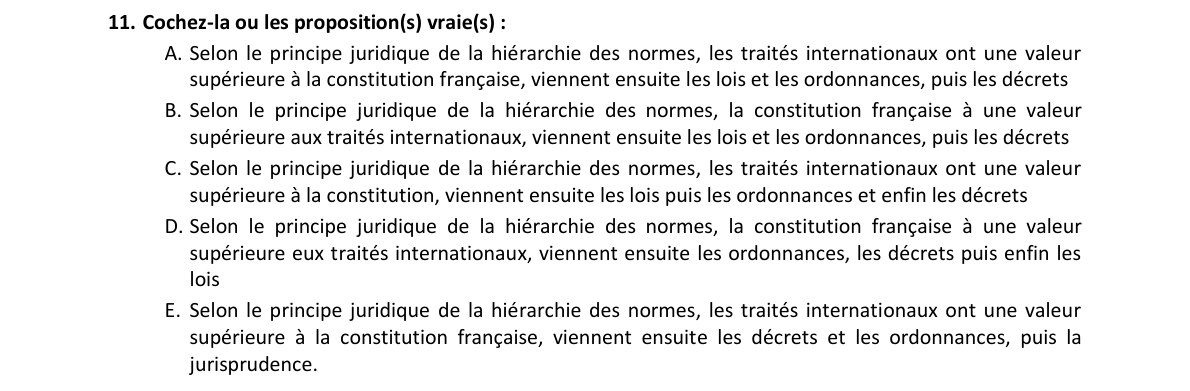 11. Cochez-la ou les proposition(s) vraie(s) :
A. Selon le principe juridique de la hiérarchie des normes, les traités internationaux ont une valeur
supérieure à la constitution française, viennent ensuite les lois et les ordonnances, puis les décrets
B. Selon le principe juridique de la hiérarchie des normes, la constitution française à une valeur
supérieure aux traités internationaux, viennent ensuite les lois et les ordonnances, puis les décrets
C. Selon le principe juridique de la hiérarchie des normes, les traités internationaux ont une valeur
supérieure à la constitution, viennent ensuite les lois puis les ordonnances et enfin les décrets
D. Selon le principe juridique de la hiérarchie des normes, la constitution française à une valeur
supérieure eux traités internationaux, viennent ensuite les ordonnances, les décrets puis enfin les
lois
E. Selon le principe juridique de la hiérarchie des normes, les traités internationaux ont une valeur
supérieure à la constitution française, viennent ensuite les décrets et les ordonnances, puis la
jurisprudence.